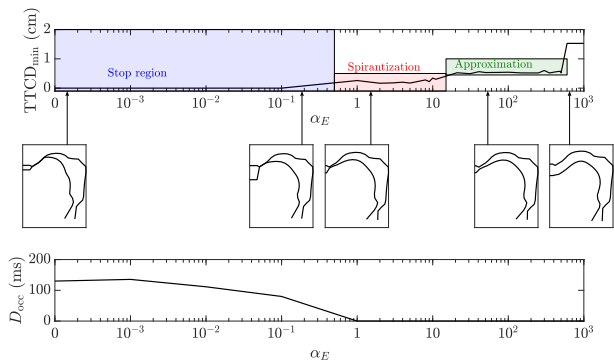 TTCD_min (cm)
2
1
0
Stop region
Spirantization
Approximation
0 10^−3 10^−2 10^−1 1 10 10^2 10^3
α_E
D_occ (ms)
200
100
0
0 10^−3 10^−2 10^−1 1 10 10^2 10^3
α_E